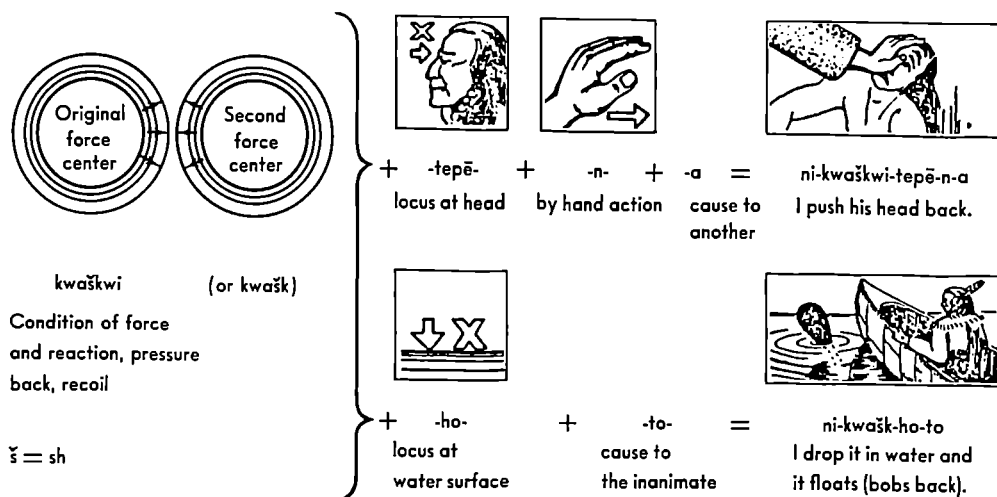 Original
force
center
Second
force
center
kwaškwi (or kwašk)
Condition of force
and reaction, pressure
back, recoil
š = sh
+ -tepē- + -n- + -a = ni-kwaškwi-tepē-n-a
locus at head by hand action cause to I push his head back.
another
+ -ho- + -to- = ni-kwašk-ho-to
locus at cause to I drop it in water and
water surface the inanimate it floats (bobs back).